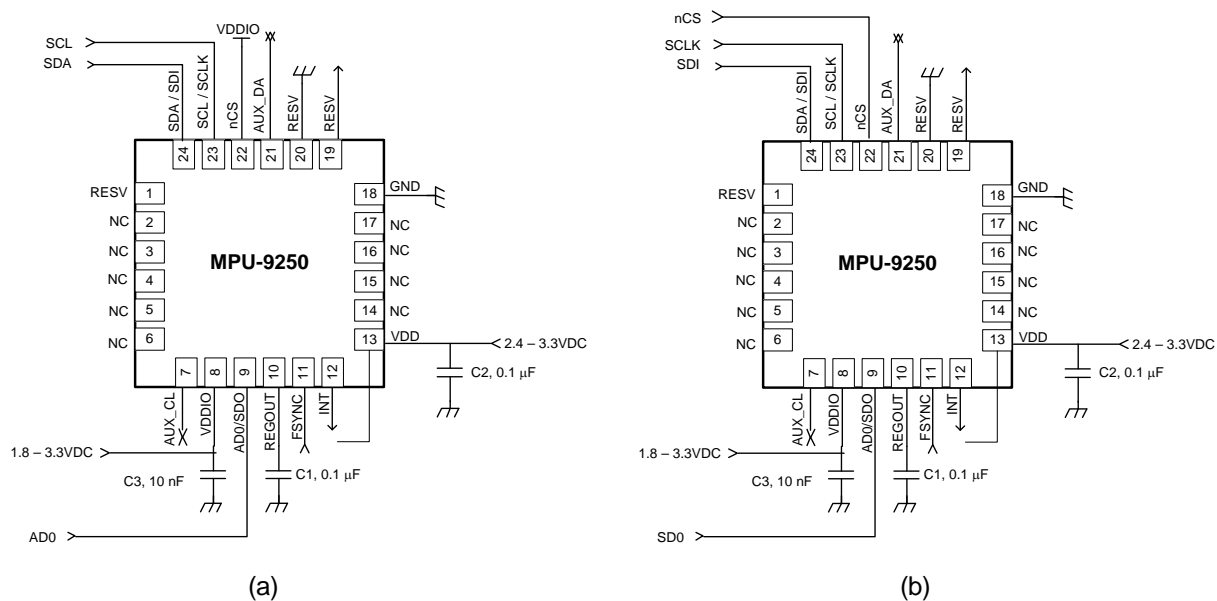 VDDIO
SCL
SDA
SDA / SDI
SCL / SCLK
nCS
AUX_DA
RESV
RESV
24
23
22
21
20
19
RESV
1
NC
2
NC
3
NC
4
NC
5
NC
6
MPU-9250
18
GND
17
NC
16
NC
15
NC
14
NC
13
VDD
2.4 – 3.3VDC
C2, 0.1 μF
7
8
9
10
11
12
AUX_CL
VDDIO
AD0/SDO
REGOUT
FSYNC
INT
1.8 – 3.3VDC
C3, 10 nF
C1, 0.1 μF
AD0
(a)
nCS
SCLK
SDI
SDA / SDI
SCL / SCLK
nCS
AUX_DA
RESV
RESV
24
23
22
21
20
19
RESV
1
NC
2
NC
3
NC
4
NC
5
NC
6
MPU-9250
18
GND
17
NC
16
NC
15
NC
14
NC
13
VDD
2.4 – 3.3VDC
C2, 0.1 μF
7
8
9
10
11
12
AUX_CL
VDDIO
AD0/SDO
REGOUT
FSYNC
INT
1.8 – 3.3VDC
C3, 10 nF
C1, 0.1 μF
SD0
(b)